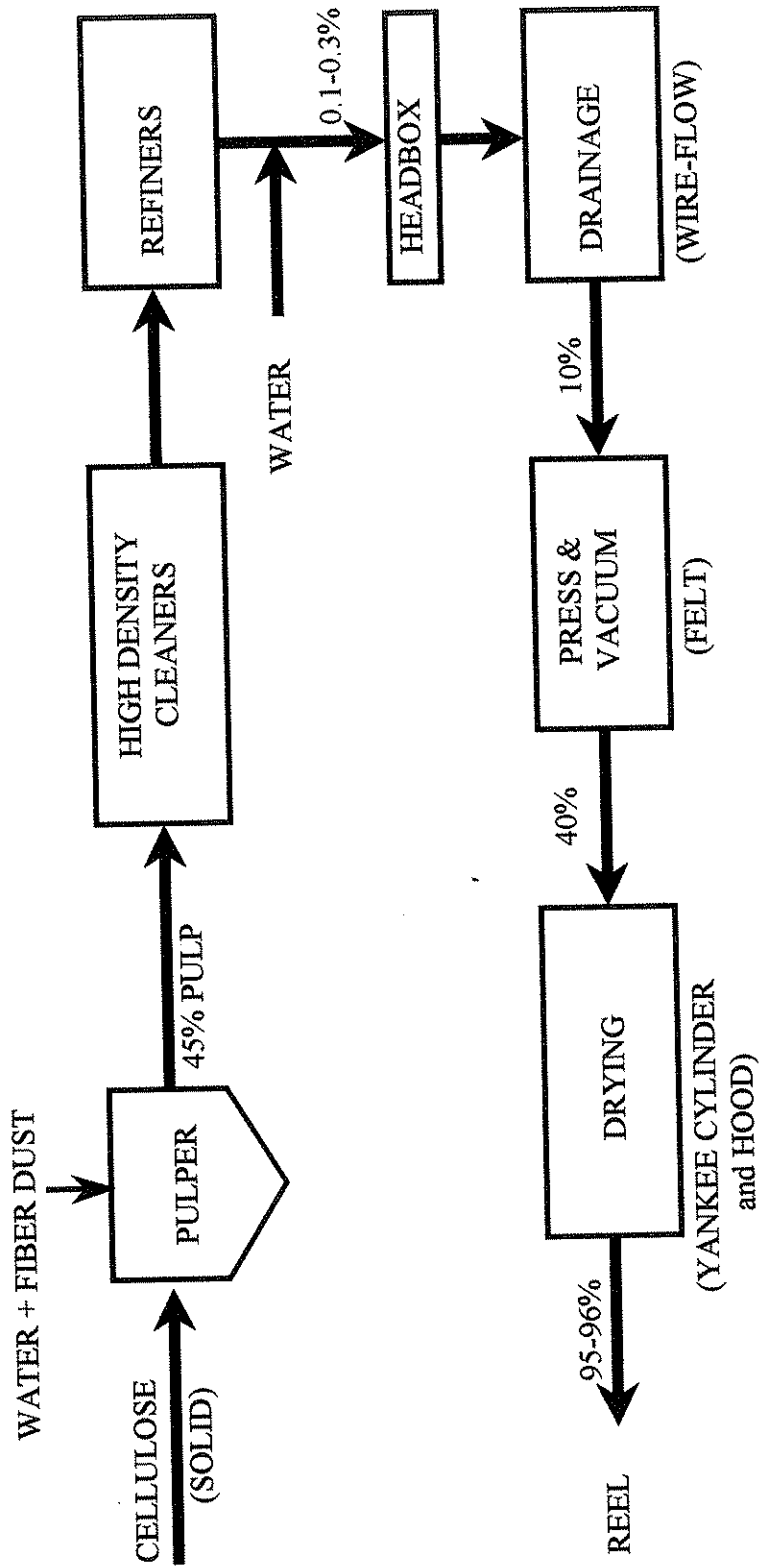 WATER + FIBER DUST
CELLULOSE
(SOLID)
PULPER
45% PULP
HIGH DENSITY
CLEANERS
REFINERS
WATER
0.1-0.3%
HEADBOX
DRAINAGE
(WIRE-FLOW)
10%
PRESS &
VACUUM
(FELT)
40%
DRYING
(YANKEE CYLINDER
and HOOD)
95-96%
REEL